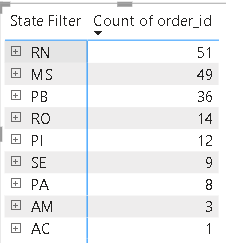 State Filter Count of order_id
RN 51
MS 49
PB 36
RO 14
PI 12
SE 9
PA 8
AM 3
AC 1